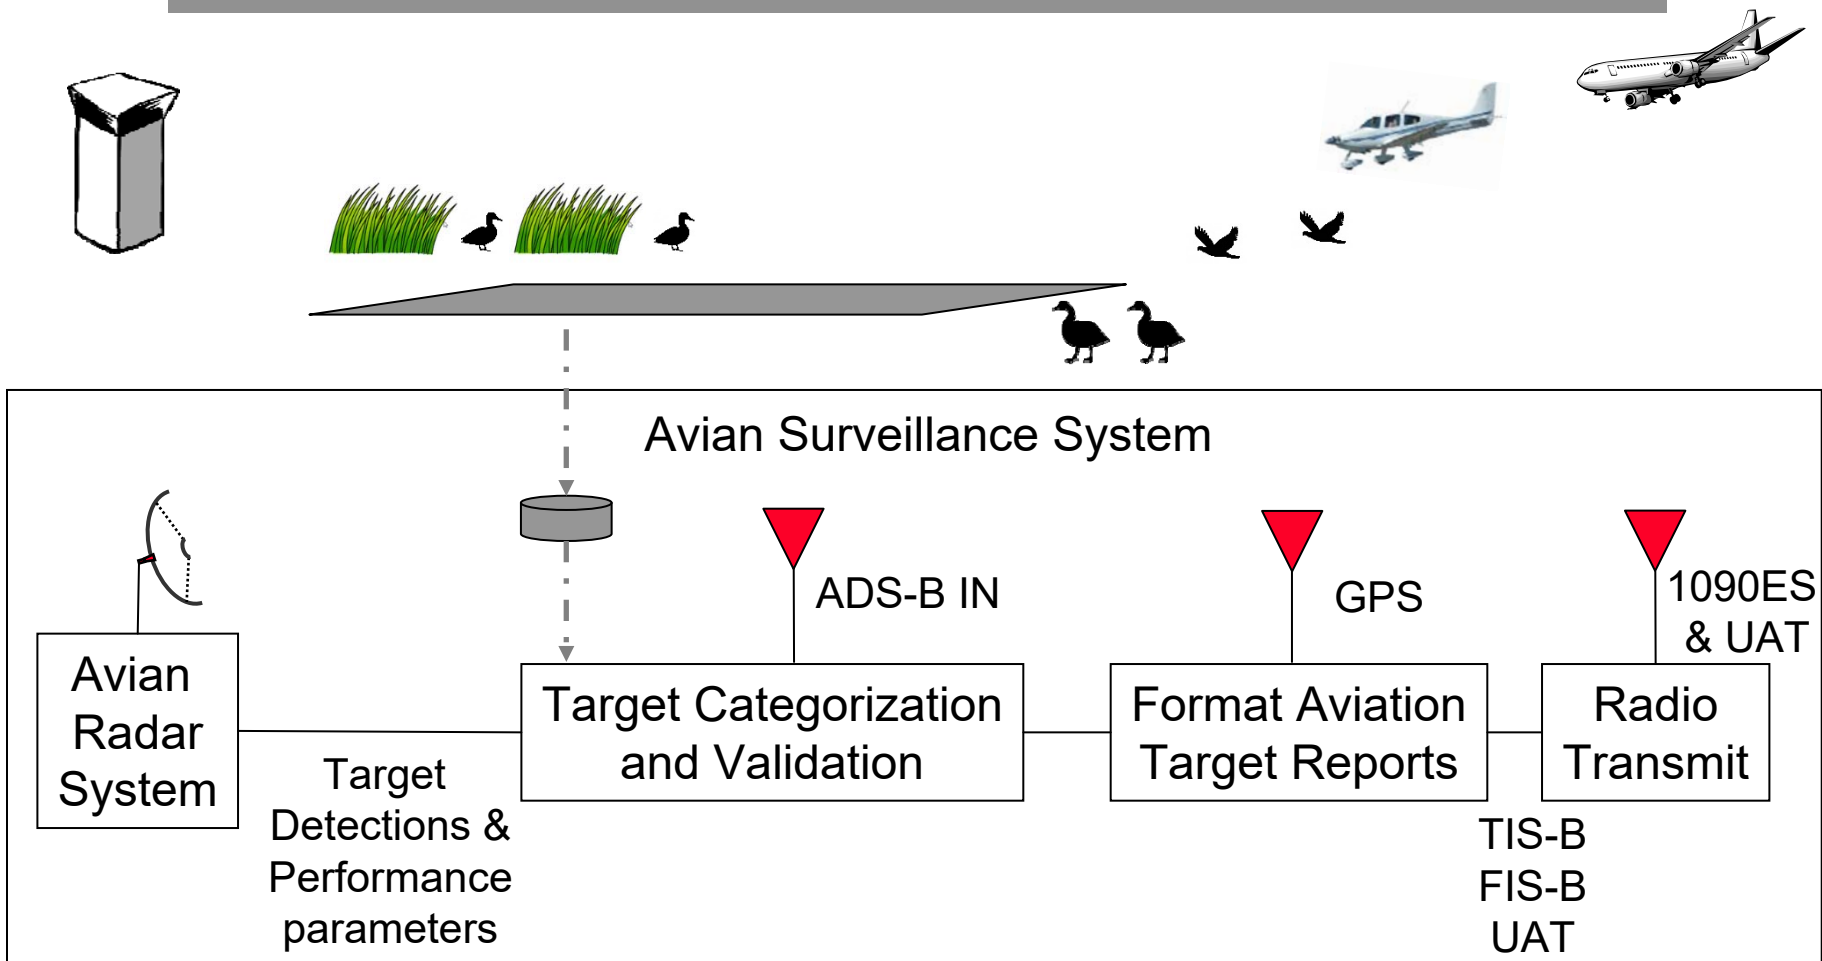 Avian Surveillance System
ADS-B IN
GPS
1090ES
& UAT
Avian
Radar
System
Target
Detections &
Performance
parameters
Target Categorization
and Validation
Format Aviation
Target Reports
Radio
Transmit
TIS-B
FIS-B
UAT